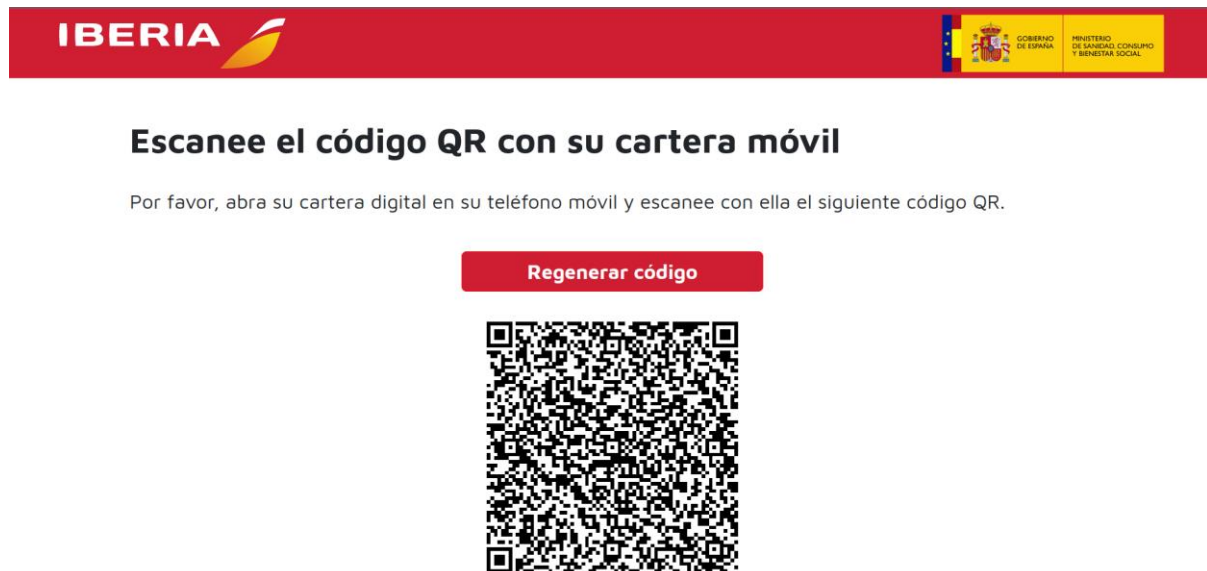 IBERIA
GOBIERNO
DE ESPAÑA
MINISTERIO
DE SANIDAD, CONSUMO
Y BIENESTAR SOCIAL
Escanee el código QR con su cartera móvil
Por favor, abra su cartera digital en su teléfono móvil y escanee con ella el siguiente código QR.
Regenerar código